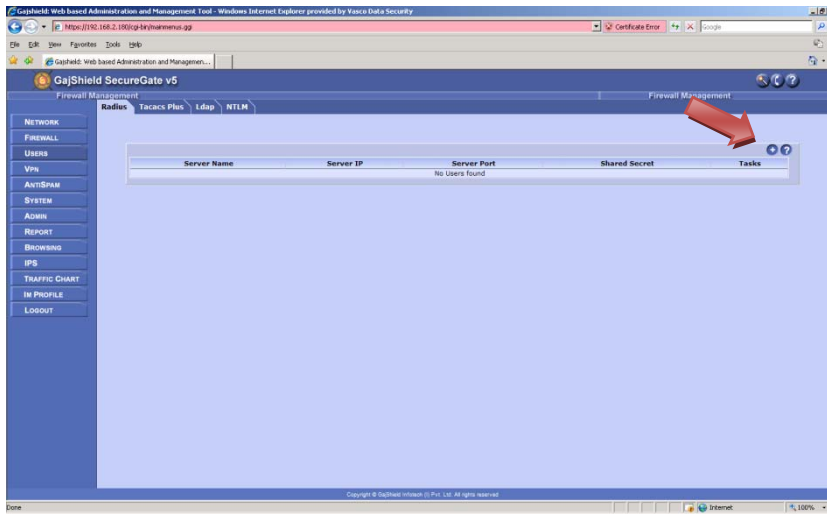 Gajshield: Web based Administration and Management Tool - Windows Internet Explorer provided by Vasco Data Security
https://192.168.2.180/cgi-bin/mainmenus.ggi
Certificate Error
Google
File Edit View Favorites Tools Help
Gajshield: Web based Administration and Managemen...
GajShield SecureGate v5
Firewall Management
Firewall Management
Radius Tacacs Plus Ldap NTLM
NETWORK
FIREWALL
USERS
VPN
ANTISPAM
SYSTEM
ADMIN
REPORT
BROWSING
IPS
TRAFFIC CHART
IM PROFILE
LOGOUT
Server Name Server IP Server Port Shared Secret Tasks
No Users found
Copyright © GajShield Infotech (I) Pvt. Ltd. All rights reserved
Done
Internet
100%